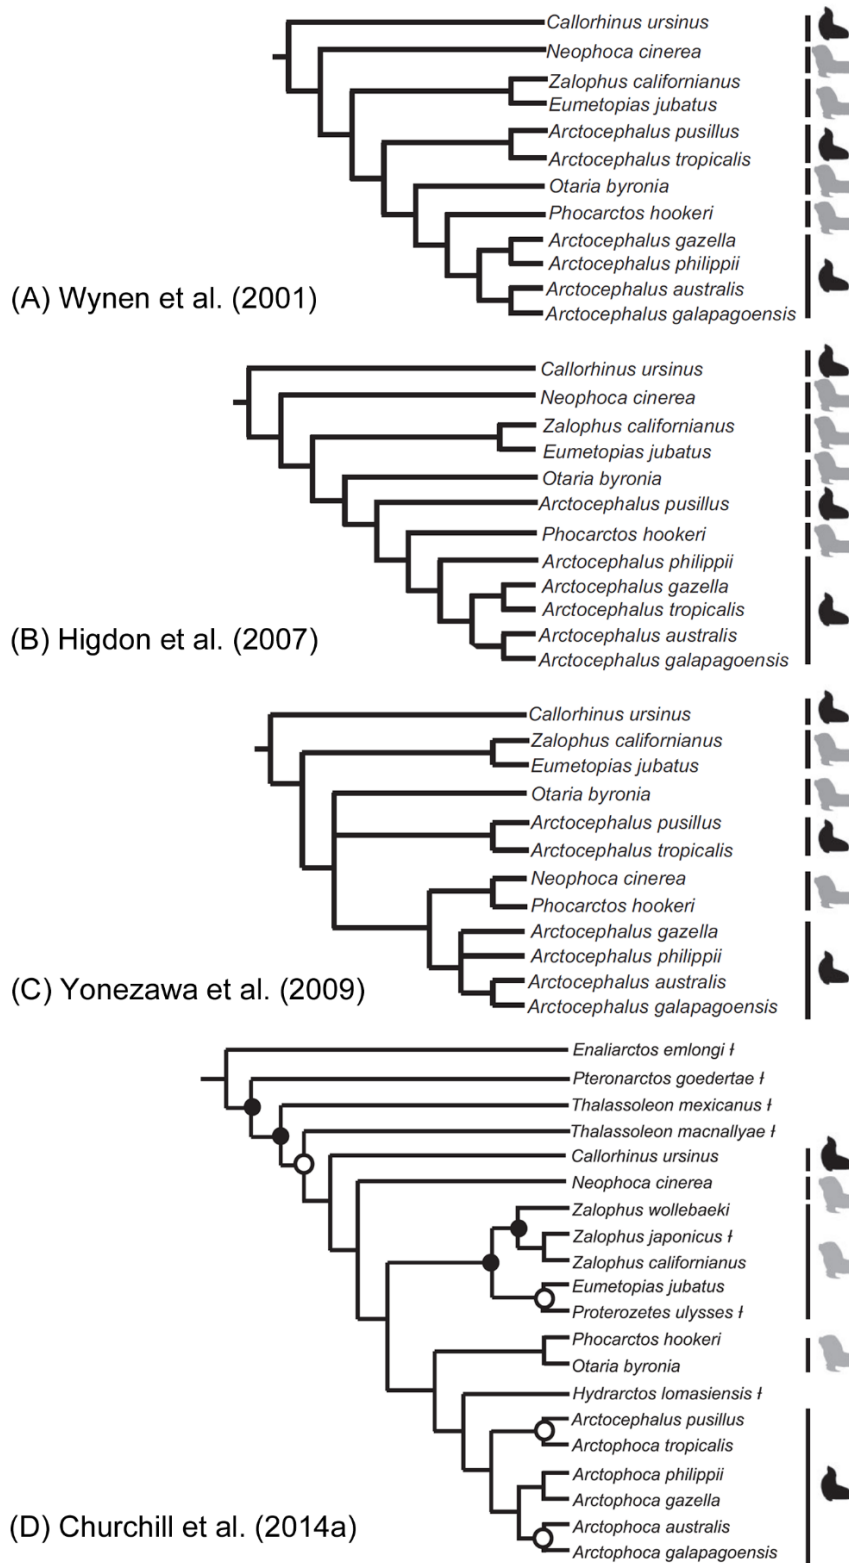 Callorhinus ursinus
Neophoca cinerea
Zalophus californianus
Eumetopias jubatus
Arctocephalus pusillus
Arctocephalus tropicalis
Otaria byronia
Phocarctos hookeri
Arctocephalus gazella
Arctocephalus philippii
Arctocephalus australis
Arctocephalus galapagoensis
(A) Wynen et al. (2001)
Callorhinus ursinus
Neophoca cinerea
Zalophus californianus
Eumetopias jubatus
Otaria byronia
Arctocephalus pusillus
Phocarctos hookeri
Arctocephalus philippii
Arctocephalus gazella
Arctocephalus tropicalis
Arctocephalus australis
Arctocephalus galapagoensis
(B) Higdon et al. (2007)
Callorhinus ursinus
Zalophus californianus
Eumetopias jubatus
Otaria byronia
Arctocephalus pusillus
Arctocephalus tropicalis
Neophoca cinerea
Phocarctos hookeri
Arctocephalus gazella
Arctocephalus philippii
Arctocephalus australis
Arctocephalus galapagoensis
(C) Yonezawa et al. (2009)
Enaliarctos emlongi ƚ
Pteronarctos goedertae ƚ
Thalassoleon mexicanus ƚ
Thalassoleon macnallyae ƚ
Callorhinus ursinus
Neophoca cinerea
Zalophus wollebaeki
Zalophus japonicus ƚ
Zalophus californianus
Eumetopias jubatus
Proterozetes ulysses ƚ
Phocarctos hookeri
Otaria byronia
Hydrarctos lomasiensis ƚ
Arctocephalus pusillus
Arctophoca tropicalis
Arctophoca philippii
Arctophoca gazella
Arctophoca australis
Arctophoca galapagoensis
(D) Churchill et al. (2014a)